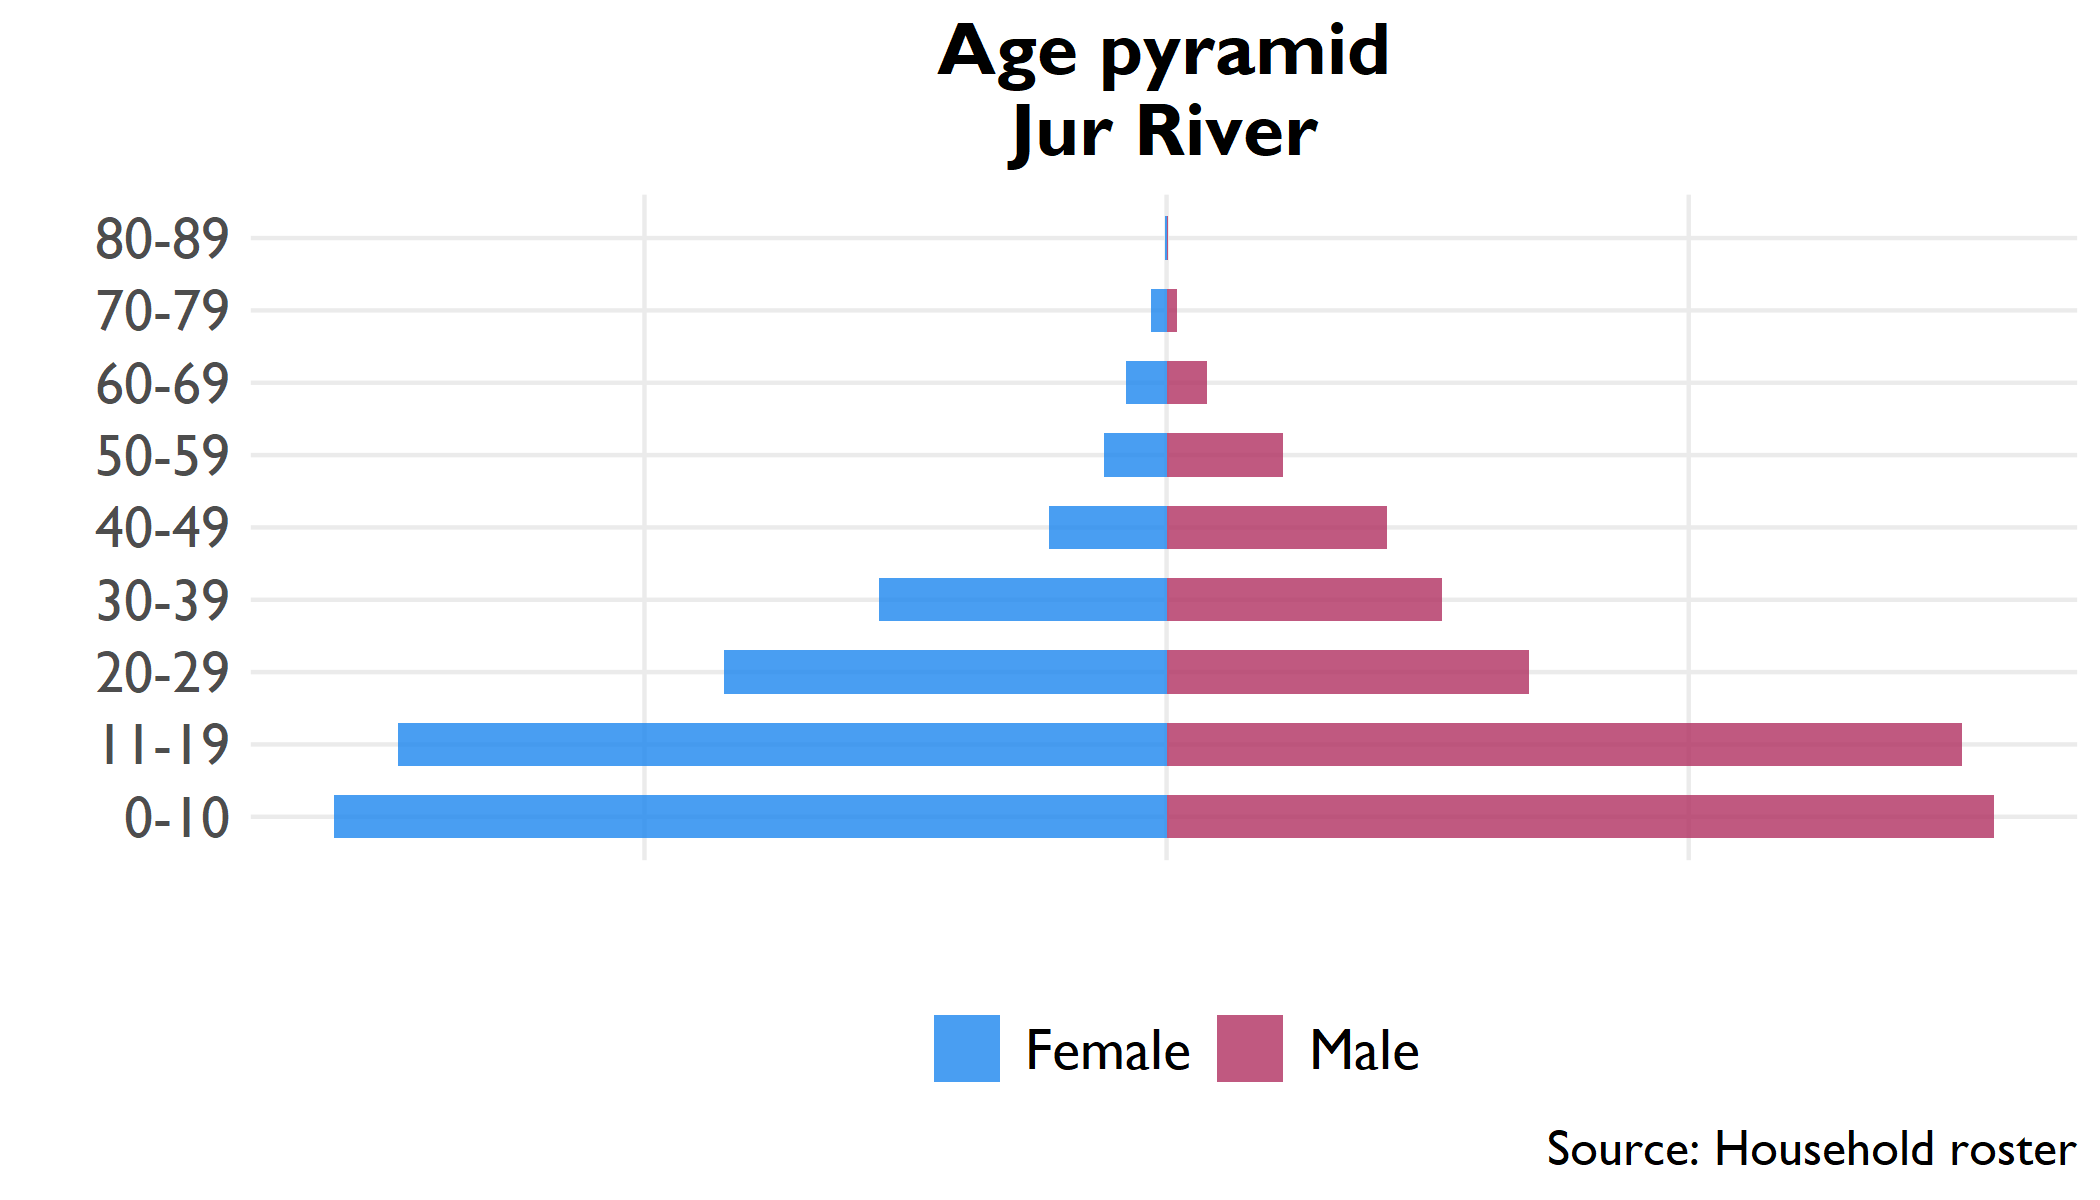 Age pyramid
Jur River
80-89
70-79
60-69
50-59
40-49
30-39
20-29
11-19
0-10
Female
Male
Source: Household roster